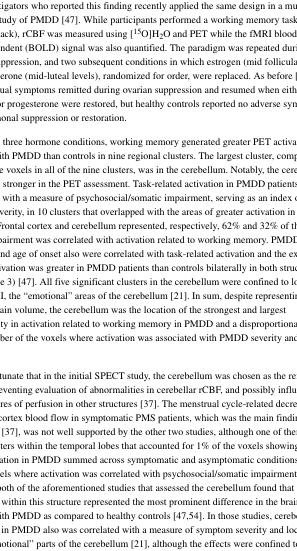 igators who reported this finding recently applied the same design in a mu
tudy of PMDD [47]. While participants performed a working memory task
ack), rCBF was measured using [15O]H2O and PET while the fMRI blood
ndent (BOLD) signal was also quantified. The paradigm was repeated duri
uppression, and two subsequent conditions in which estrogen (mid follicula
erone (mid-luteal levels), randomized for order, were replaced. As before [
ual symptoms remitted during ovarian suppression and resumed when eith
or progesterone were restored, but healthy controls reported no adverse sym
onal suppression or restoration.
three hormone conditions, working memory generated greater PET activa
ith PMDD than controls in nine regional clusters. The largest cluster, comp
e voxels in all of the nine clusters, was in the cerebellum. Notably, the cere
stronger in the PET assessment. Task-related activation in PMDD patients
with a measure of psychosocial/somatic impairment, serving as an index o
verity, in 10 clusters that overlapped with the areas of greater activation in
frontal cortex and cerebellum represented, respectively, 62% and 32% of th
pairment was correlated with activation related to working memory. PMDD
and age of onset also were correlated with task-related activation and the ex
ivation was greater in PMDD patients than controls bilaterally in both struc
e 3) [47]. All five significant clusters in the cerebellum were confined to lo
I, the “emotional” areas of the cerebellum [21]. In sum, despite representin
ain volume, the cerebellum was the location of the strongest and largest
ty in activation related to working memory in PMDD and a disproportiona
ber of the voxels where activation was associated with PMDD severity and
tunate that in the initial SPECT study, the cerebellum was chosen as the re
eventing evaluation of abnormalities in cerebellar rCBF, and possibly influ
ures of perfusion in other structures [37]. The menstrual cycle-related decre
cortex blood flow in symptomatic PMS patients, which was the main findin
[37], was not well supported by the other two studies, although one of thes
ters within the temporal lobes that accounted for 1% of the voxels showing
ation in PMDD summed across symptomatic and asymptomatic conditions
els where activation was correlated with psychosocial/somatic impairment
both of the aforementioned studies that assessed the cerebellum found that
within this structure represented the most prominent difference in the brain
with PMDD as compared to healthy controls [47,54]. In those studies, cerebe
in PMDD also was correlated with a measure of symptom severity and loc
motional” parts of the cerebellum [21], although the effects were confined to